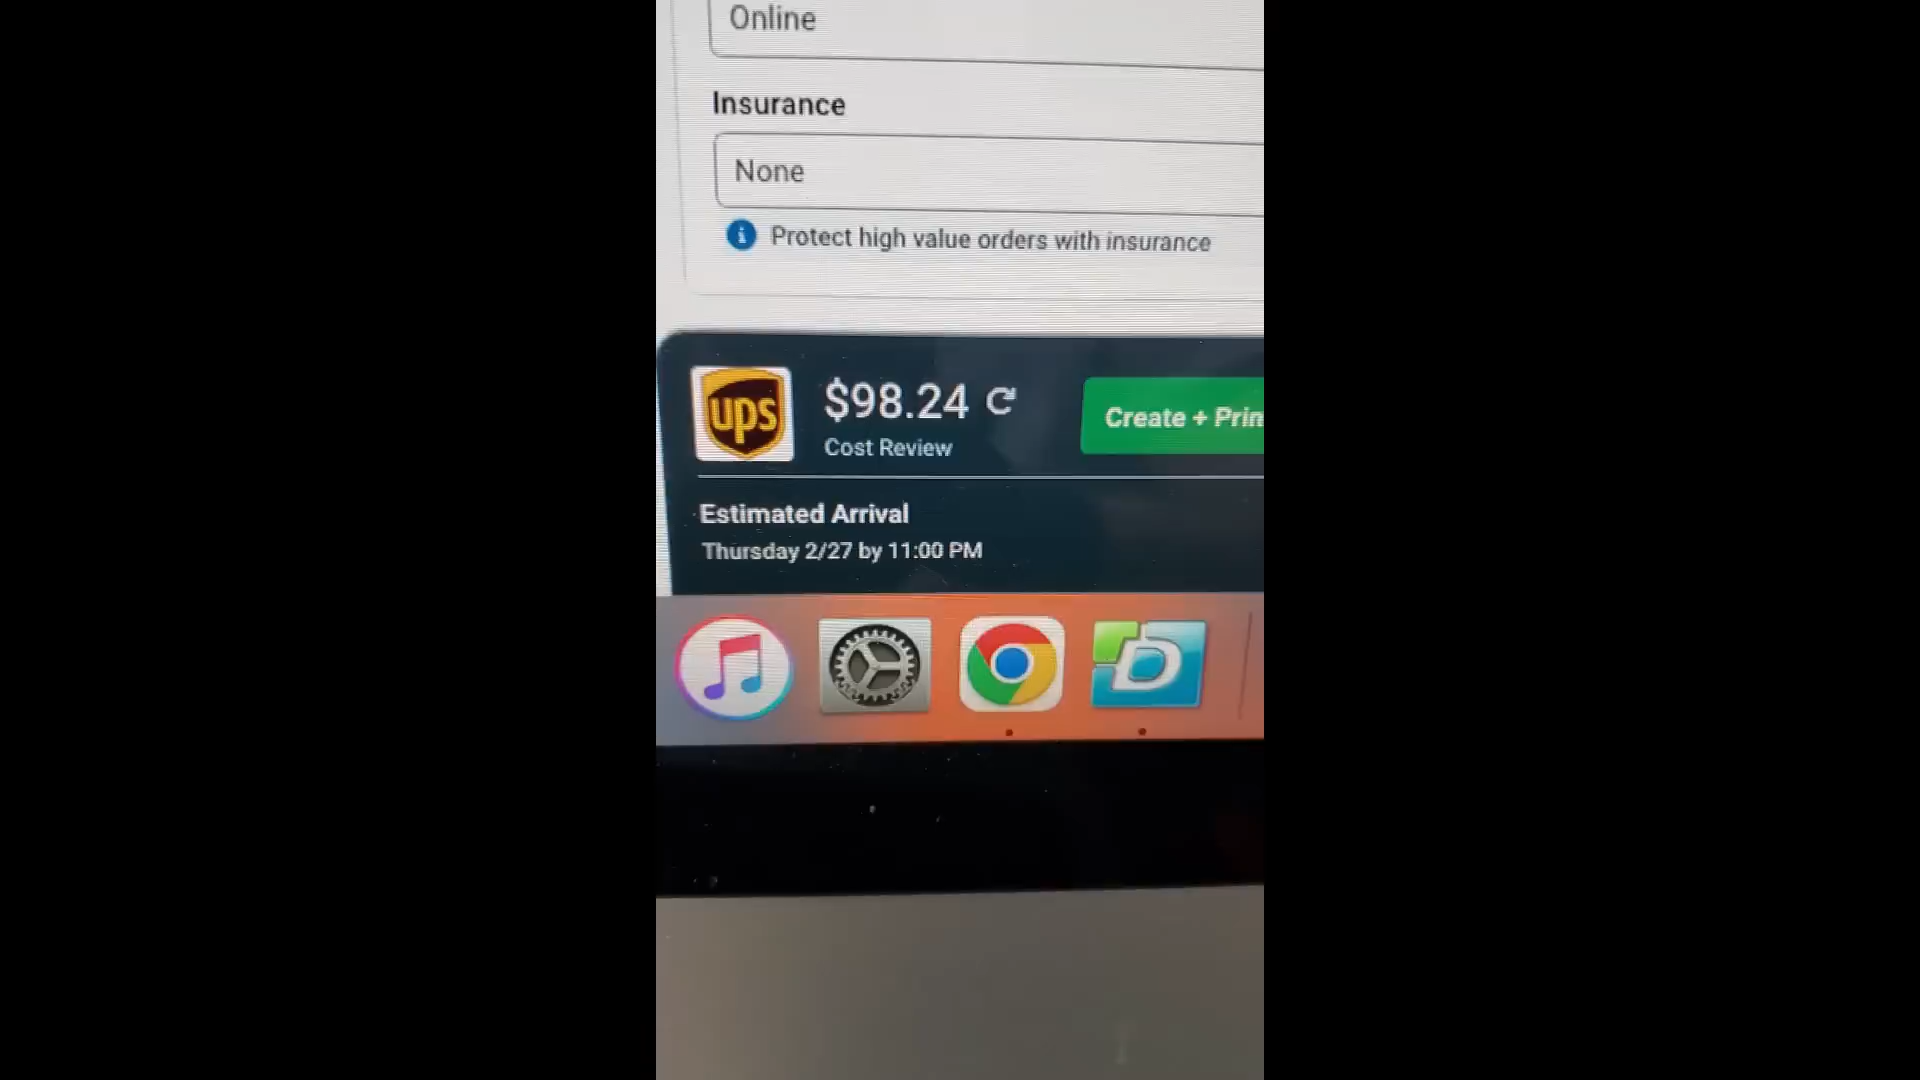 Online
Insurance
None
Protect high value orders with insurance
ups
$98.24
Create + Prin
Cost Review
Estimated Arrival
Thursday 2/27 by 11:00 PM
D